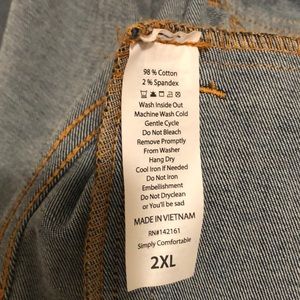 98% Cotton
2% Spandex
Wash Inside Out
Machine Wash Cold
Gentle Cycle
Do Not Bleach
Remove Promptly
From Washer
Hang Dry
Cool Iron if Needed
Do Not Iron
Embellishment
Do Not Dryclean
or You'll be sad
MADE IN VIETNAM
RN#142161
Simply Comfortable
2XL